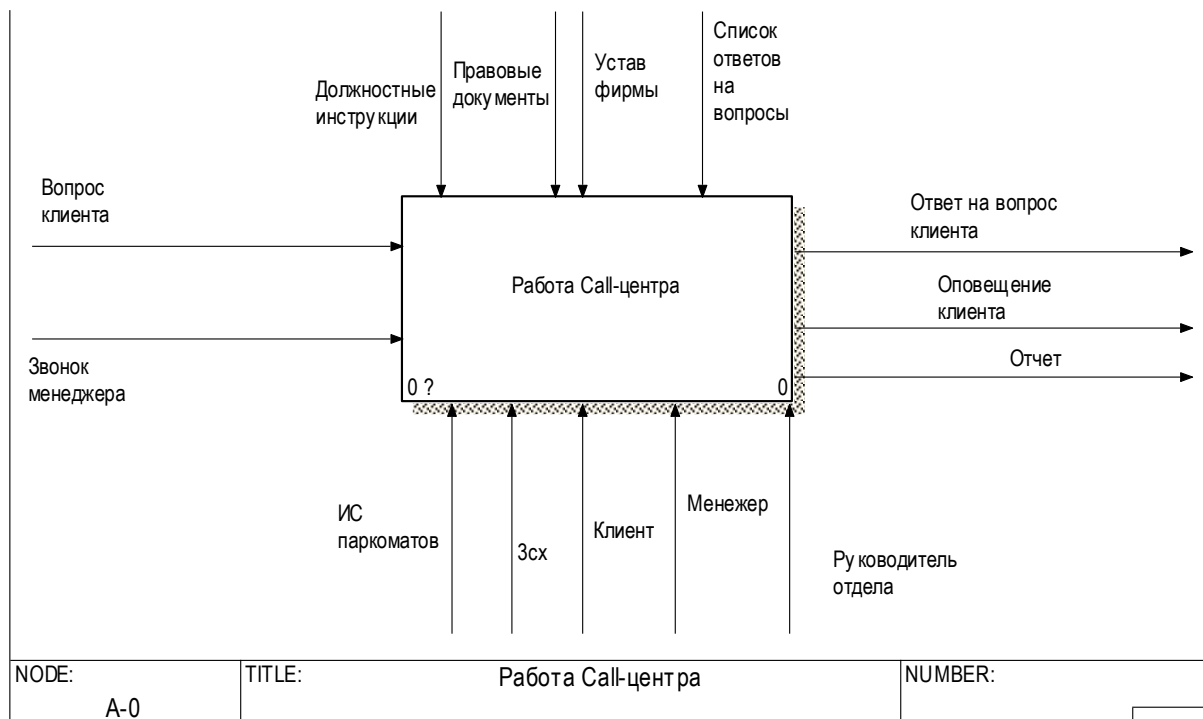 Должностные
инструкции
Правовые
документы
Устав
фирмы
Список
ответов
на
вопросы
Вопрос
клиента
Звонок
менеджера
Работа Call-центра
0 ?
0
Ответ на вопрос
клиента
Оповещение
клиента
Отчет
ИС
паркоматов
3cx
Клиент
Менежер
Руководитель
отдела
NODE:
A-0
TITLE:
Работа Call-центра
NUMBER: